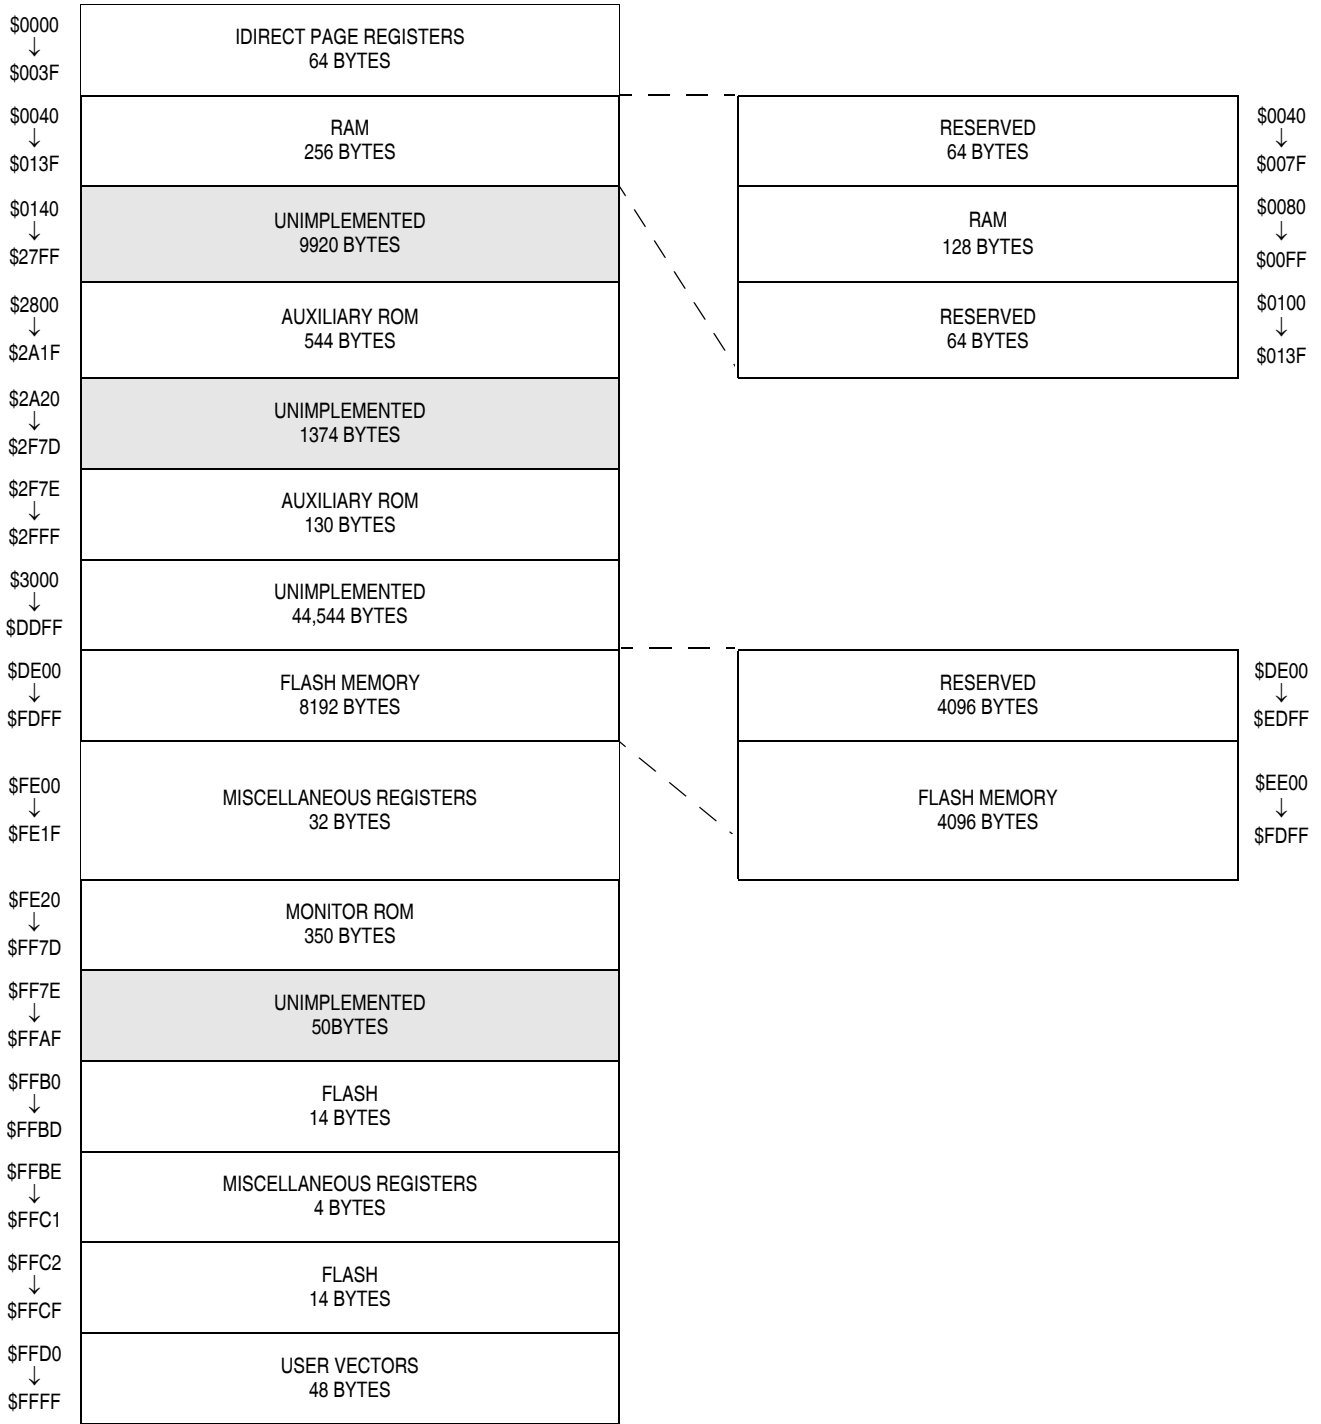 $0000
↓
$003F
IDIRECT PAGE REGISTERS
64 BYTES
$0040
↓
$013F
RAM
256 BYTES
$0140
↓
$27FF
UNIMPLEMENTED
9920 BYTES
$2800
↓
$2A1F
AUXILIARY ROM
544 BYTES
$2A20
↓
$2F7D
UNIMPLEMENTED
1374 BYTES
$2F7E
↓
$2FFF
AUXILIARY ROM
130 BYTES
$3000
↓
$DDFF
UNIMPLEMENTED
44,544 BYTES
$DE00
↓
$FDFF
FLASH MEMORY
8192 BYTES
$FE00
↓
$FE1F
MISCELLANEOUS REGISTERS
32 BYTES
$FE20
↓
$FF7D
MONITOR ROM
350 BYTES
$FF7E
↓
$FFAF
UNIMPLEMENTED
50BYTES
$FFB0
↓
$FFBD
FLASH
14 BYTES
$FFBE
↓
$FFC1
MISCELLANEOUS REGISTERS
4 BYTES
$FFC2
↓
$FFCF
FLASH
14 BYTES
$FFD0
↓
$FFFF
USER VECTORS
48 BYTES
RESERVED
64 BYTES
$0040
↓
$007F
RAM
128 BYTES
$0080
↓
$00FF
RESERVED
64 BYTES
$0100
↓
$013F
RESERVED
4096 BYTES
$DE00
↓
$EDFF
FLASH MEMORY
4096 BYTES
$EE00
↓
$FDFF